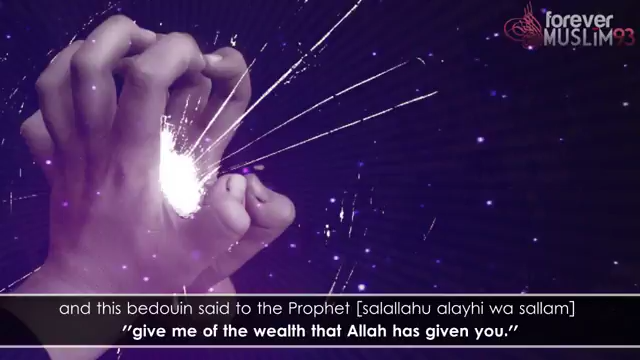 forever
MUSLiM93
and this bedouin said to the Prophet [salallahu alayhi wa sallam]
"give me of the wealth that Allah has given you."